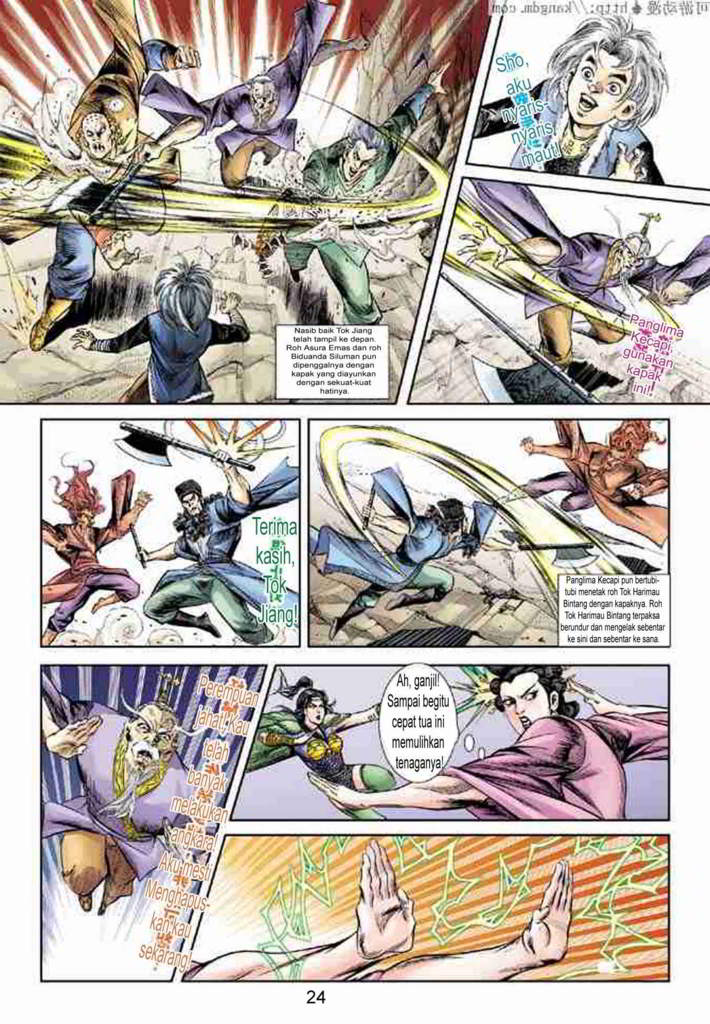 可游动漫♠http://kangdm.com
Sho,
aku
nyaris-
nyaris
maut!
Nasib baik Tok Jiang
telah tampil ke depan.
Roh Asura Emas dan roh
Biduanda Siluman pun
dipenggalnya dengan
kapak yang diayunkan
dengan sekuat-kuat
hatinya.
Panglima
Kecapi,
gunakan
kapak
ini!
Terima
kasih,
Tok
Jiang!
Panglima Kecapi pun bertubi-
tubi menetak roh Tok Harimau
Bintang dengan kapaknya. Roh
Tok Harimau Bintang terpaksa
berundur dan mengelak sebentar
ke sini dan sebentar ke sana.
Perempuan
jahat! Kau
telah
banyak
melakukan
angkara!
Aku mesti
Menghapus-
kan kau
sekarang!
Ah, ganjil!
Sampai begitu
cepat tua ini
memulihkan
tenaganya!
24